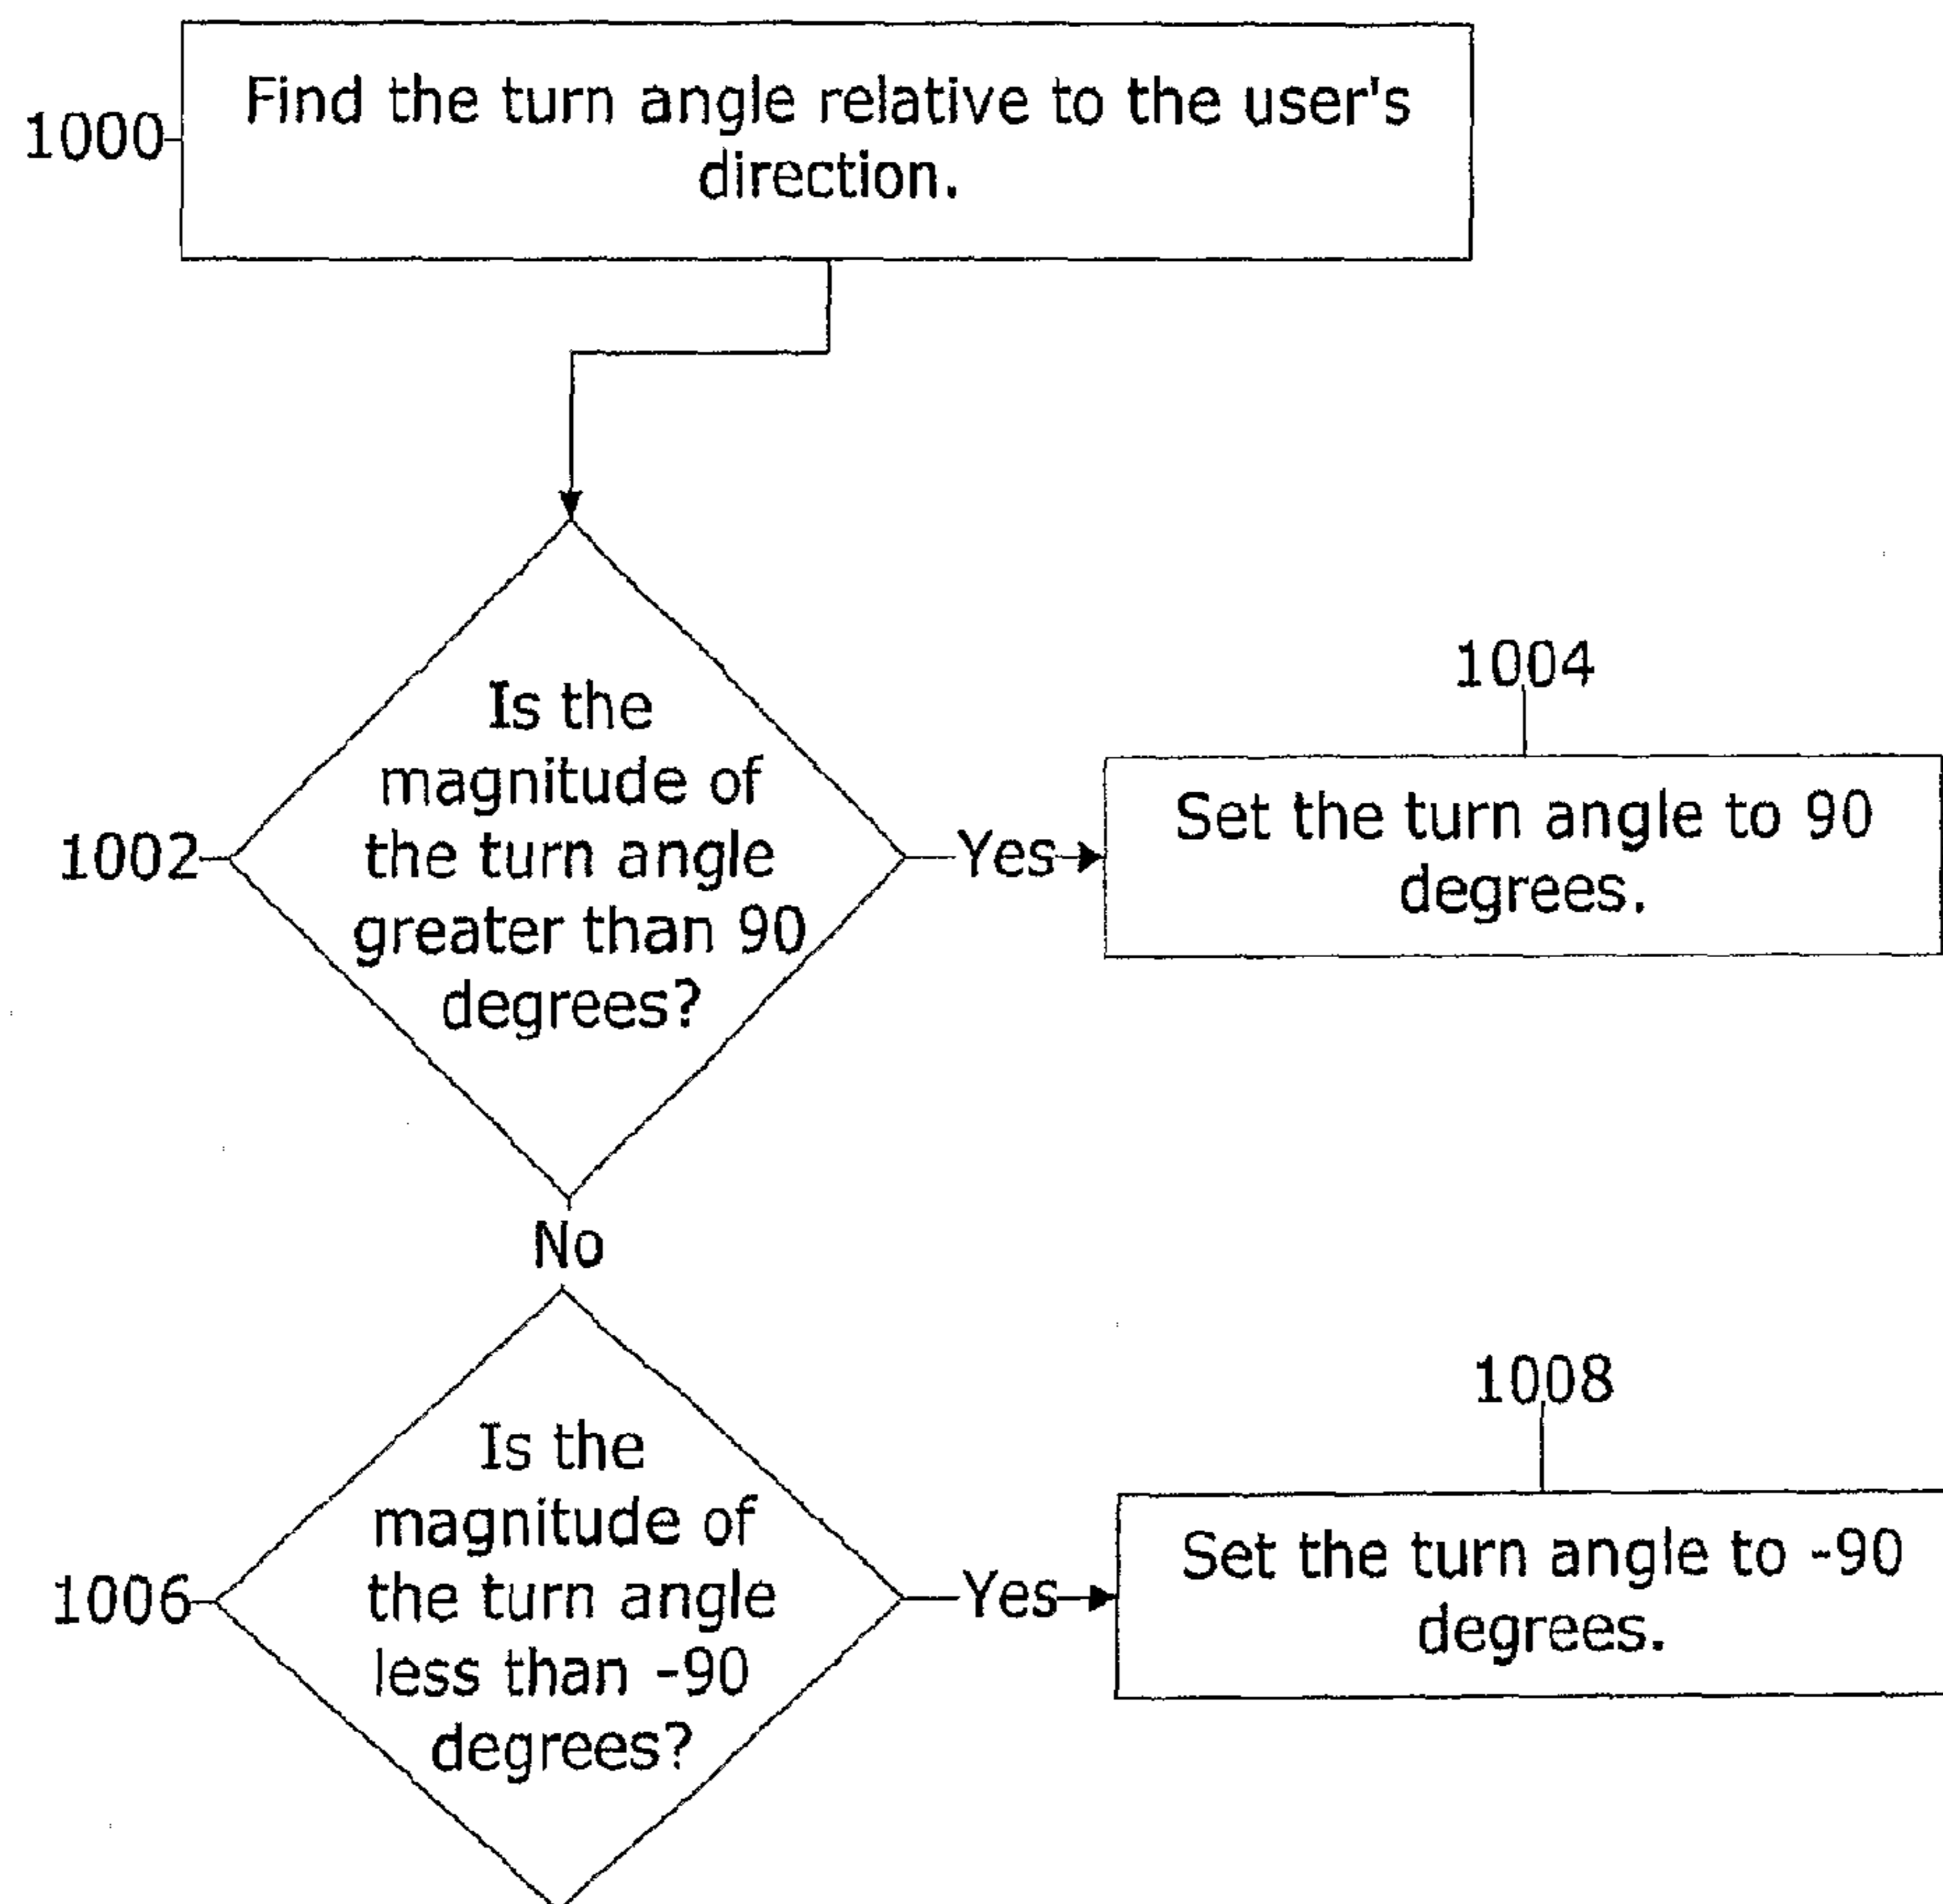 1000
Find the turn angle relative to the user's
direction.
1002
Is the
magnitude of
the turn angle
greater than 90
degrees?
Yes
1004
Set the turn angle to 90
degrees.
No
1006
Is the
magnitude of
the turn angle
less than -90
degrees?
Yes
1008
Set the turn angle to -90
degrees.